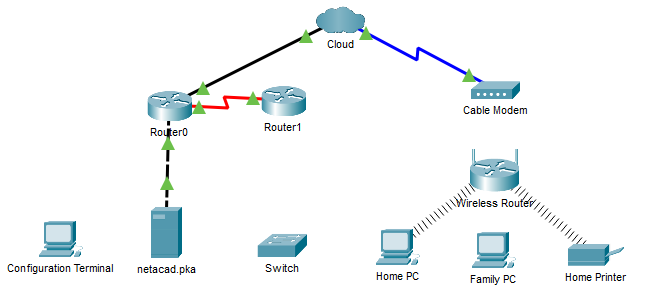 Cloud
Router0
Router1
Cable Modem
Wireless Router
Configuration Terminal
netacad.pka
Switch
Home PC
Family PC
Home Printer